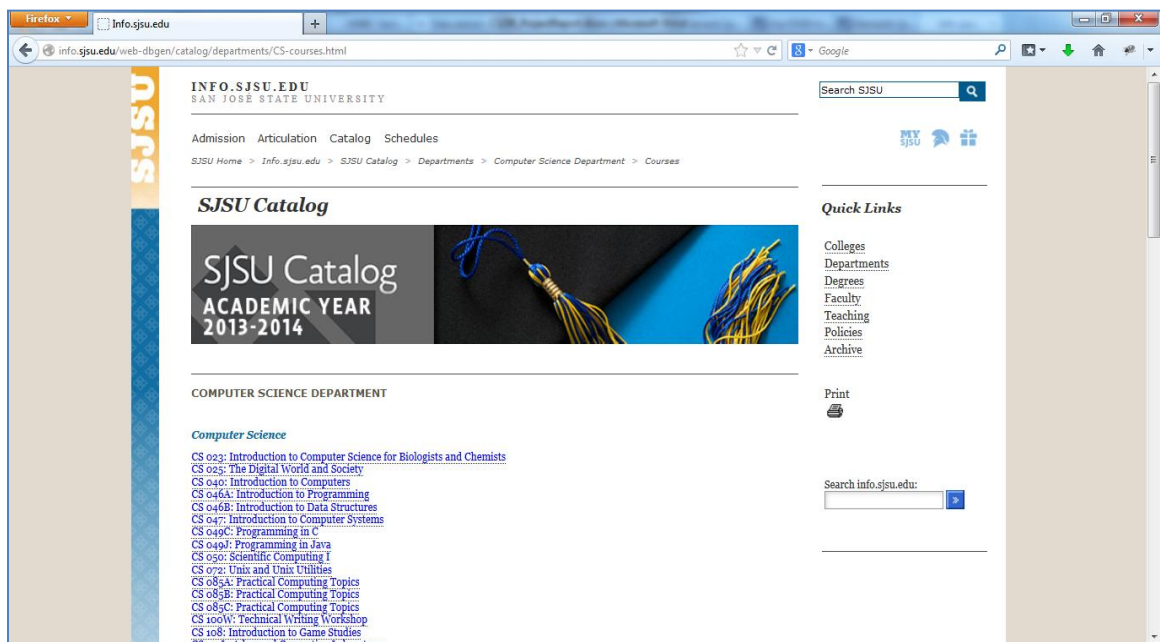 Firefox
Info.sjsu.edu
info.sjsu.edu/web-dbgen/catalog/departments/CS-courses.html
Google
SJSU
INFO.SJSU.EDU
SAN JOSÉ STATE UNIVERSITY
Search SJSU
Admission Articulation Catalog Schedules
MY SJSU
SJSU Home > Info.sjsu.edu > SJSU Catalog > Departments > Computer Science Department > Courses
SJSU Catalog
SJSU Catalog
ACADEMIC YEAR
2013-2014
Quick Links
Colleges
Departments
Degrees
Faculty
Teaching
Policies
Archive
Print
COMPUTER SCIENCE DEPARTMENT
Computer Science
CS 023: Introduction to Computer Science for Biologists and Chemists
CS 025: The Digital World and Society
CS 040: Introduction to Computers
CS 046A: Introduction to Programming
CS 046B: Introduction to Data Structures
CS 047: Introduction to Computer Systems
CS 049C: Programming in C
CS 049J: Programming in Java
CS 050: Scientific Computing I
CS 072: Unix and Unix Utilities
CS 085A: Practical Computing Topics
CS 085B: Practical Computing Topics
CS 085C: Practical Computing Topics
CS 100W: Technical Writing Workshop
CS 108: Introduction to Game Studies
Search info.sjsu.edu: